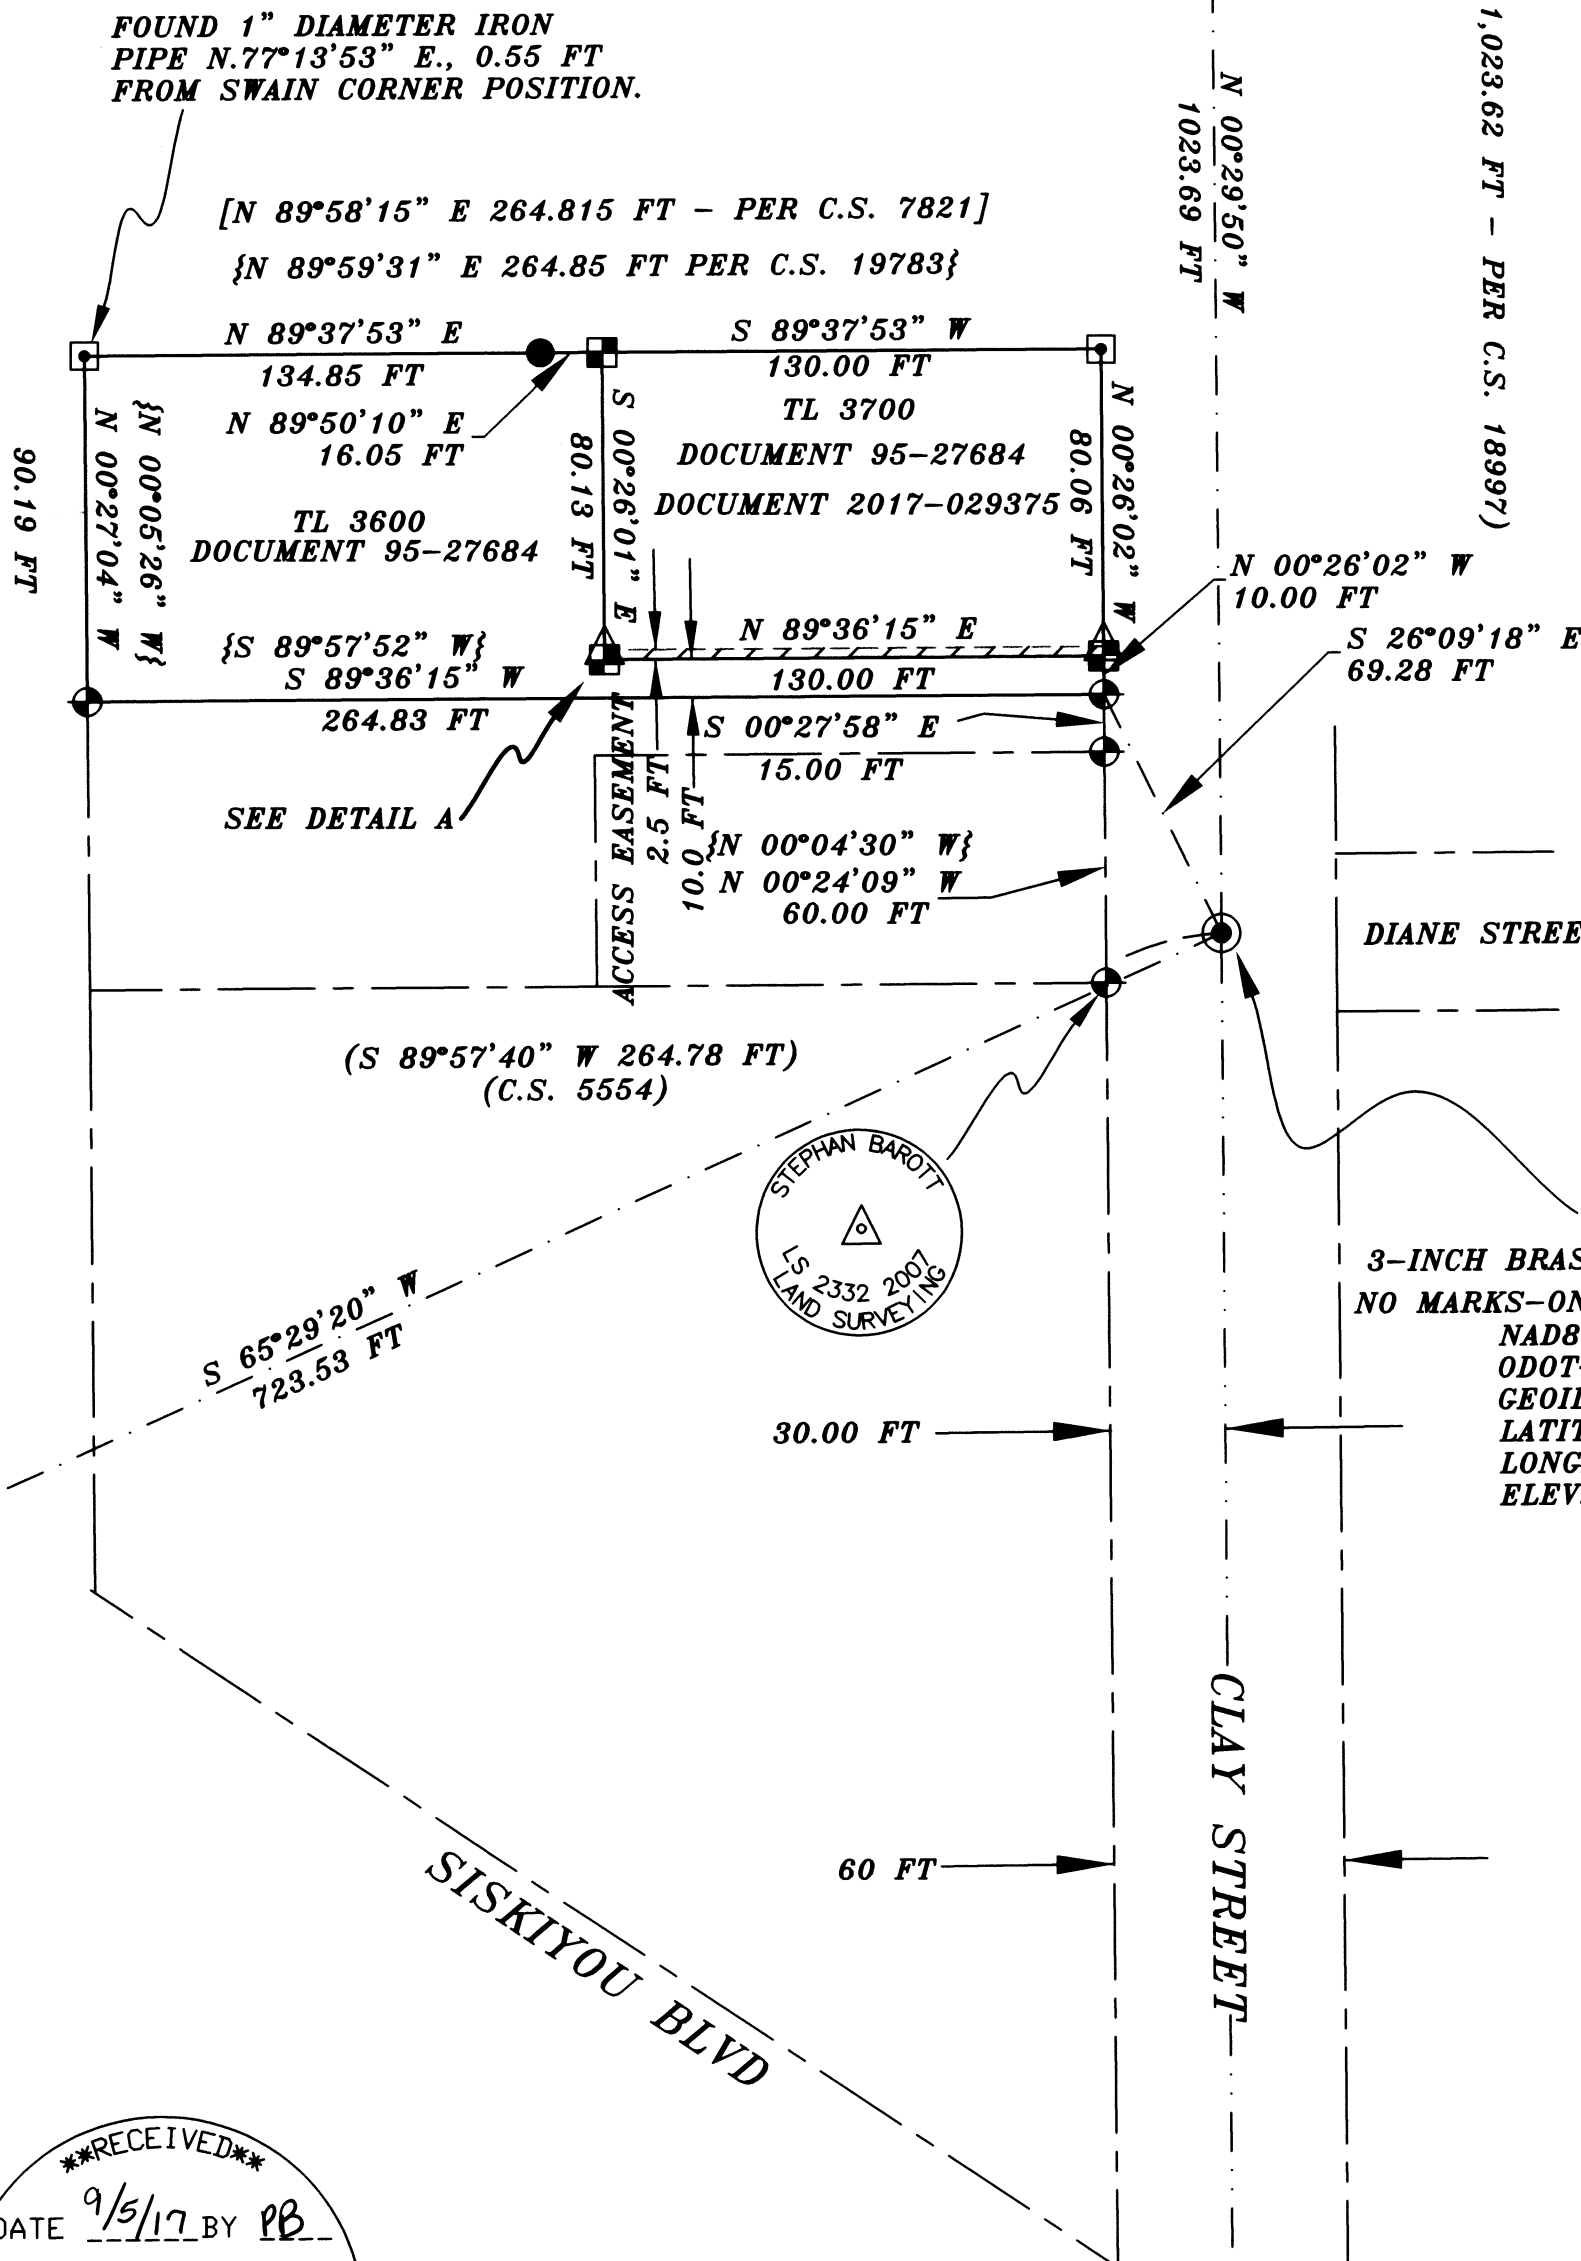 FOUND 1” DIAMETER IRON
PIPE N.77°13’53” E., 0.55 FT
FROM SWAIN CORNER POSITION.
1,023.62 FT - PER C.S. 18997)
N 00°29’50” W
1023.69 FT
[N 89°58’15” E 264.815 FT - PER C.S. 7821]
{N 89°59’31” E 264.85 FT PER C.S. 19783}
N 89°37’53” E
134.85 FT
S 89°37’53” W
130.00 FT
N 89°50’10” E
16.05 FT
TL 3700
DOCUMENT 95-27684
DOCUMENT 2017-029375
TL 3600
DOCUMENT 95-27684
90.19 FT
N 00°27’04” W
{N 00°05’26” W}
80.13 FT
S 00°26’01” E
80.06 FT
N 00°26’02” W
N 00°26’02” W
10.00 FT
S 26°09’18” E
69.28 FT
N 89°36’15” E
130.00 FT
{S 89°57’52” W}
S 89°36’15” W
264.83 FT
S 00°27’58” E
15.00 FT
ACCESS EASEMENT
2.5 FT
10.0 FT
SEE DETAIL A
{N 00°04’30” W}
N 00°24’09” W
60.00 FT
DIANE STREE
(S 89°57’40” W 264.78 FT)
(C.S. 5554)
STEPHAN BAROTT
LS 2332 2007
LAND SURVEYING
3-INCH BRAS
NO MARKS-ON
NAD8
ODOT-
GEOID
LATIT
LONG
ELEV.
S 65°29’20” W
723.53 FT
30.00 FT
60 FT
CLAY STREET
SISKIYOU BLVD
**RECEIVED**
DATE 9/5/17 BY PB